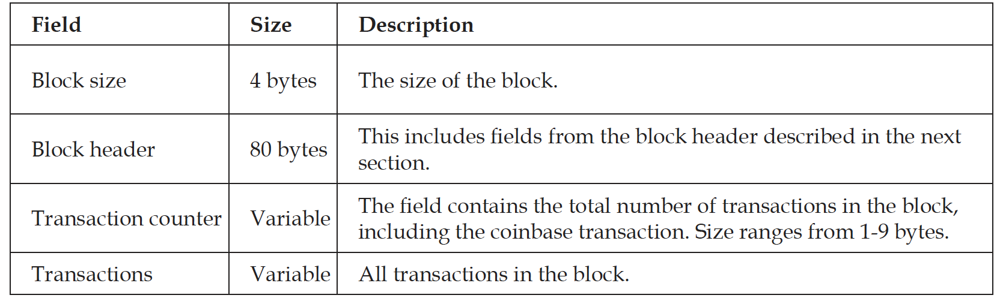 Field Size Description
Block size 4 bytes The size of the block.
Block header 80 bytes This includes fields from the block header described in the next
section.
Transaction counter Variable The field contains the total number of transactions in the block,
including the coinbase transaction. Size ranges from 1-9 bytes.
Transactions Variable All transactions in the block.